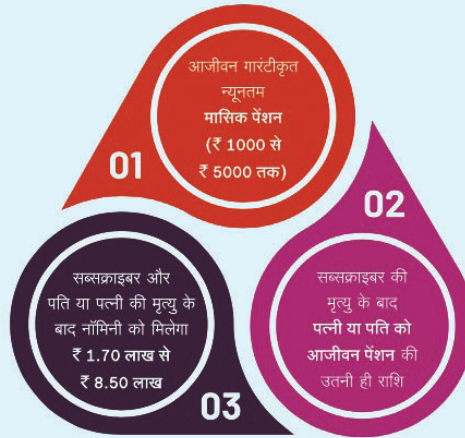 आजीवन गारंटीकृत
न्यूनतम
मासिक पेंशन
(₹ 1000 से
₹ 5000 तक)
01
02
सब्सक्राइबर की
मृत्यु के बाद
पत्नी या पति को
आजीवन पेंशन की
उतनी ही राशि
सब्सक्राइबर और
पति या पत्नी की मृत्यु के
बाद नॉमिनी को मिलेगा
₹ 1.70 लाख से
₹ 8.50 लाख
03